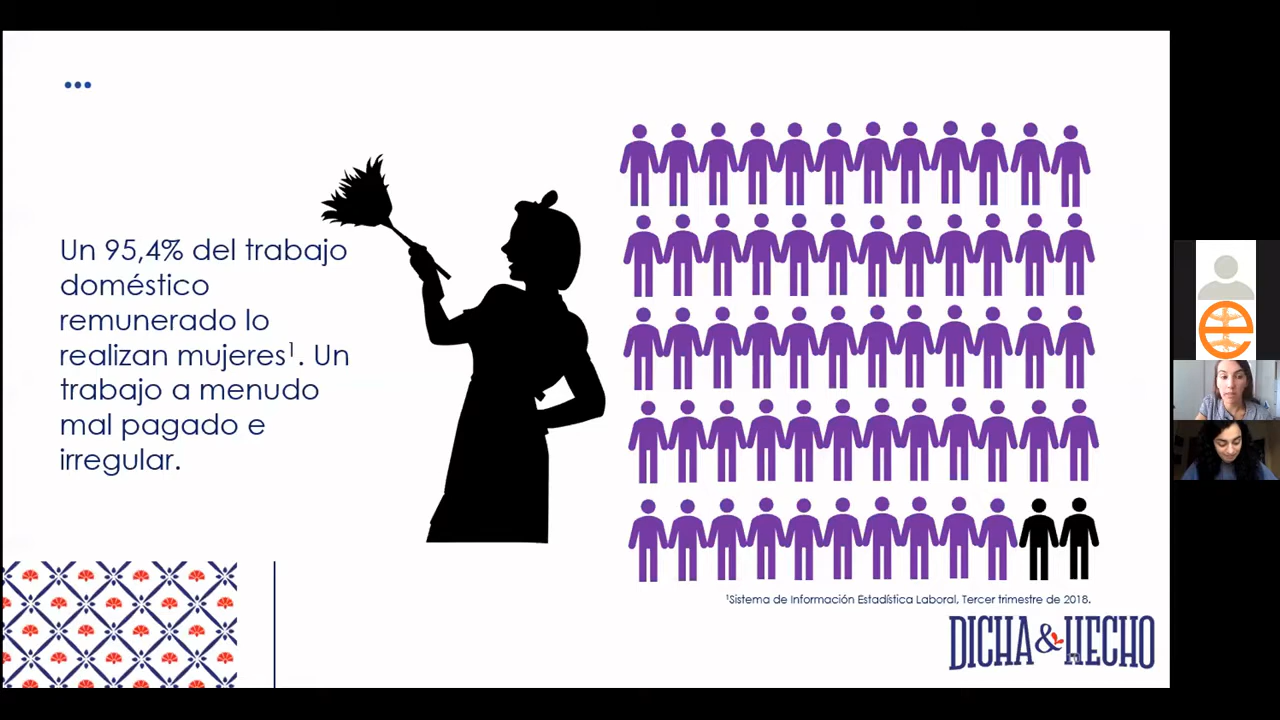 •••
Un 95,4% del trabajo
doméstico
remunerado lo
realizan mujeres¹. Un
trabajo a menudo
mal pagado e
irregular.
¹Sistema de Información Estadística Laboral, Tercer trimestre de 2018.
DICHA & HECHO
e